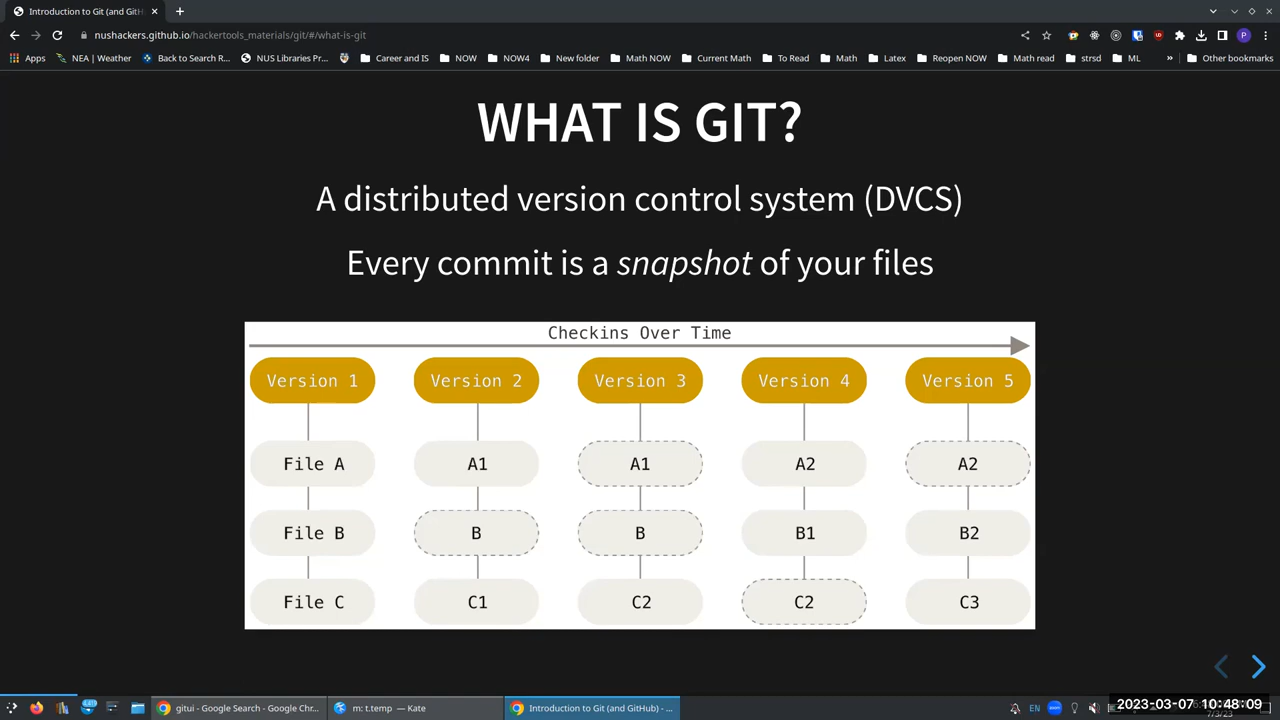 Introduction to Git (and GitH
nushackers.github.io/hackertools_materials/git/#/what-is-git
P
Apps NEA | Weather Back to Search R... NUS Libraries Pr... Career and IS NOW NOW4 New folder Math NOW Current Math To Read Math Latex Reopen NOW Math read strsd ML » Other bookmarks
WHAT IS GIT?
A distributed version control system (DVCS)
Every commit is a snapshot of your files
Checkins Over Time
Version 1 Version 2 Version 3 Version 4 Version 5
File A A1 A1 A2 A2
File B B B B1 B2
File C C1 C2 C2 C3
gitui - Google Search - Google Chr... m: t.temp — Kate Introduction to Git (and GitHub) - ... EN 2023-03-07 10:48:09
7/3/23